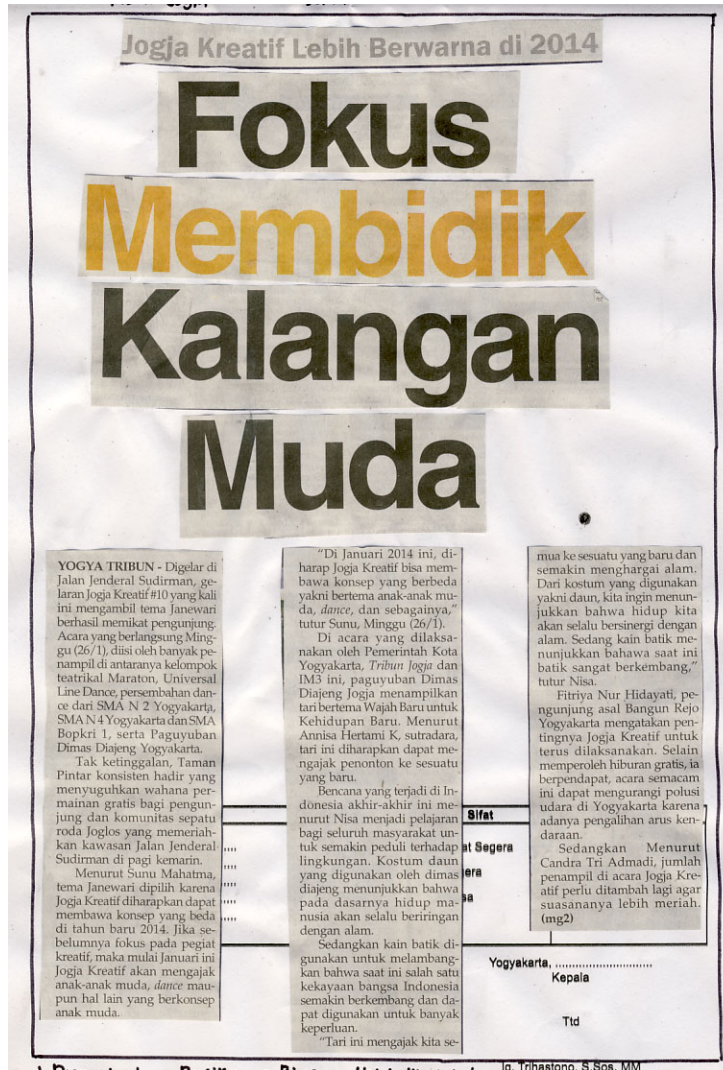 Jogja Kreatif Lebih Berwarna di 2014
Fokus
Membidik
Kalangan
Muda
YOGYA TRIBUN - Digelar di
Jalan Jenderal Sudirman, ge-
laran Jogja Kreatif #10 yang kali
ini mengambil tema Janewari
berhasil memikat pengunjung.
Acara yang berlangsung Ming-
gu (26/1), diisi oleh banyak pe-
nampil di antaranya kelompok
teatrikal Maraton, Universal
Line Dance, persembahan dan-
ce dari SMA N 2 Yogyakarta,
SMA N 4 Yogyakarta dan SMA
Bopkri 1, serta Paguyuban
Dimas Diajeng Yogyakarta.
Tak ketinggalan, Taman
Pintar konsisten hadir yang
menyuguhkan wahana per-
mainan gratis bagi pengun-
jung dan komunitas sepatu
roda Joglos yang memeriah-
kan kawasan Jalan Jenderal
Sudirman di pagi kemarin.
Menurut Sunu Mahatma,
tema Janewari dipilih karena
Jogja Kreatif diharapkan dapat
membawa konsep yang beda
di tahun baru 2014. Jika se-
belumnya fokus pada pegiat
kreatif, maka mulai Januari ini
Jogja Kreatif akan mengajak
anak-anak muda, dance mau-
pun hal lain yang berkonsep
anak muda.
"Di Januari 2014 ini, di-
harap Jogja Kreatif bisa mem-
bawa konsep yang berbeda
yakni bertema anak-anak mu-
da, dance, dan sebagainya,"
tutur Sunu, Minggu (26/1).
Di acara yang dilaksa-
nakan oleh Pemerintah Kota
Yogyakarta, Tribun Jogja dan
IM3 ini, paguyuban Dimas
Diajeng Jogja menampilkan
tari bertema Wajah Baru untuk
Kehidupan Baru. Menurut
Annisa Hertami K, sutradara,
tari ini diharapkan dapat me-
ngajak penonton ke sesuatu
yang baru.
Bencana yang terjadi di In-
donesia akhir-akhir ini me-
nurut Nisa menjadi pelajaran
bagi seluruh masyarakat un-
tuk semakin peduli terhadap
lingkungan. Kostum daun
yang digunakan oleh dimas
diajeng menunjukkan bahwa
pada dasarnya hidup ma-
nusia akan selalu beriringan
dengan alam.
Sedangkan kain batik di-
gunakan untuk melambang-
kan bahwa saat ini salah satu
kekayaan bangsa Indonesia
semakin berkembang dan da-
pat digunakan untuk banyak
keperluan.
"Tari ini mengajak kita se-
mua ke sesuatu yang baru dan
semakin menghargai alam.
Dari kostum yang digunakan
yakni daun, kita ingin menun-
jukkan bahwa hidup kita
akan selalu bersinergi dengan
alam. Sedang kain batik me-
nunjukkan bahawa saat ini
batik sangat berkembang,"
tutur Nisa.
Fitriya Nur Hidayati, pe-
ngunjung asal Bangun Rejo
Yogyakarta mengatakan pen-
tingnya Jogja Kreatif untuk
terus dilaksanakan. Selain
memperoleh hiburan gratis, ia
berpendapat, acara semacam
ini dapat mengurangi polusi
udara di Yogyakarta karena
adanya pengalihan arus ken-
daraan.
Sedangkan Menurut
Candra Tri Admadi, jumlah
penampil di acara Jogja Kre-
atif perlu ditambah lagi agar
suasananya lebih meriah.
(mg2)
Sifat
at Segera
era
sa
Yogyakarta, ..............................
Kepala
Ttd
Ig. Trihastono, S.Sos, MM